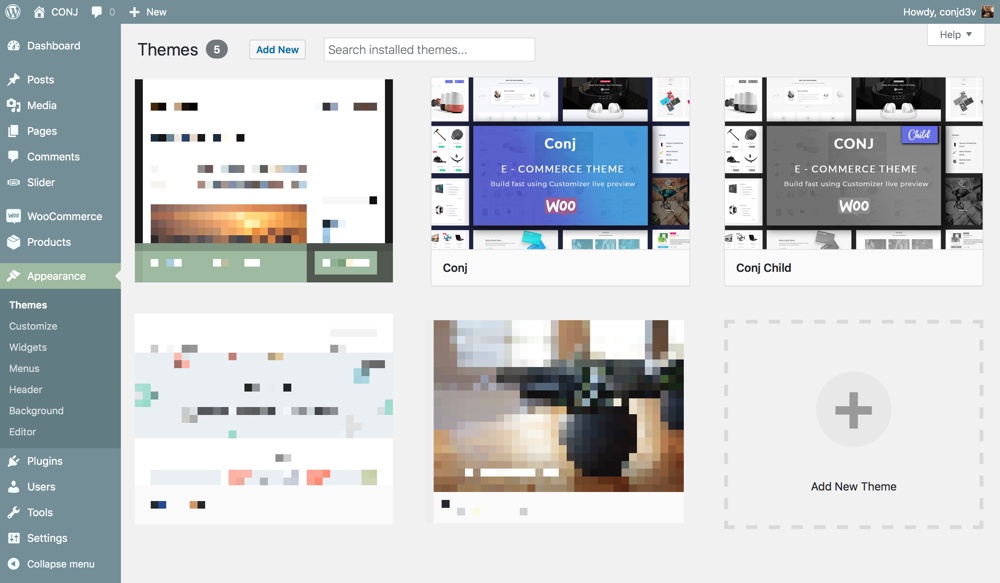 CONJ
0
New
Howdy, conjd3v
Dashboard
Posts
Media
Pages
Comments
Slider
WooCommerce
Products
Appearance
Themes
Customize
Widgets
Menus
Header
Background
Editor
Plugins
Users
Tools
Settings
Collapse menu
Themes 5 Add New Search installed themes...
Help
Conj
E - COMMERCE THEME
Build fast using Customizer live preview
WOO
Conj
Child
CONJ
E - COMMERCE THEME
Build fast using Customizer live preview
WOO
Conj Child
Add New Theme